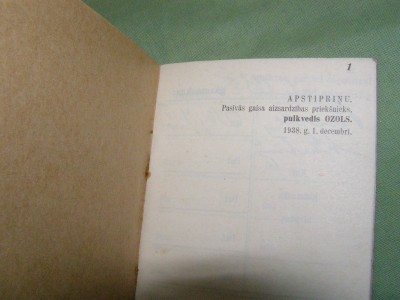 1
APSTIPRINU.
Pasīvās gaisa aizsardzības priekšnieks,
pulkvedis OZOLS.
1938. g. 1. decembrī.